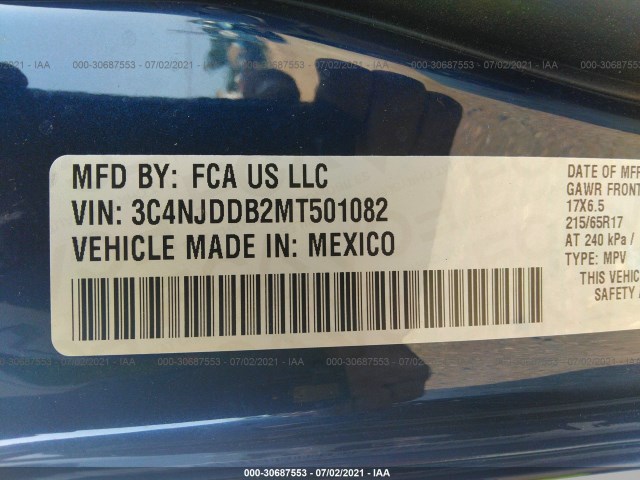 000-30687553 - 07/02/2021 - IAA
MFD BY: FCA US LLC
VIN: 3C4NJDDB2MT501082
VEHICLE MADE IN: MEXICO
DATE OF MFR
GAWR FRONT
17X6.5
215/65R17
AT 240 kPa /
TYPE: MPV
THIS VEHIC
SAFETY
000-30687553 - 07/02/2021 - IAA